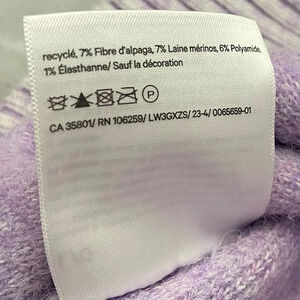 recyclé, 7% Fibre d'alpaga, 7% Laine mérinos, 6% Polyamide,
1% Élasthanne/ Sauf la décoration
P
CA 35801/ RN 106259/ LW3GXZS/ 23-4/ 0065659-01